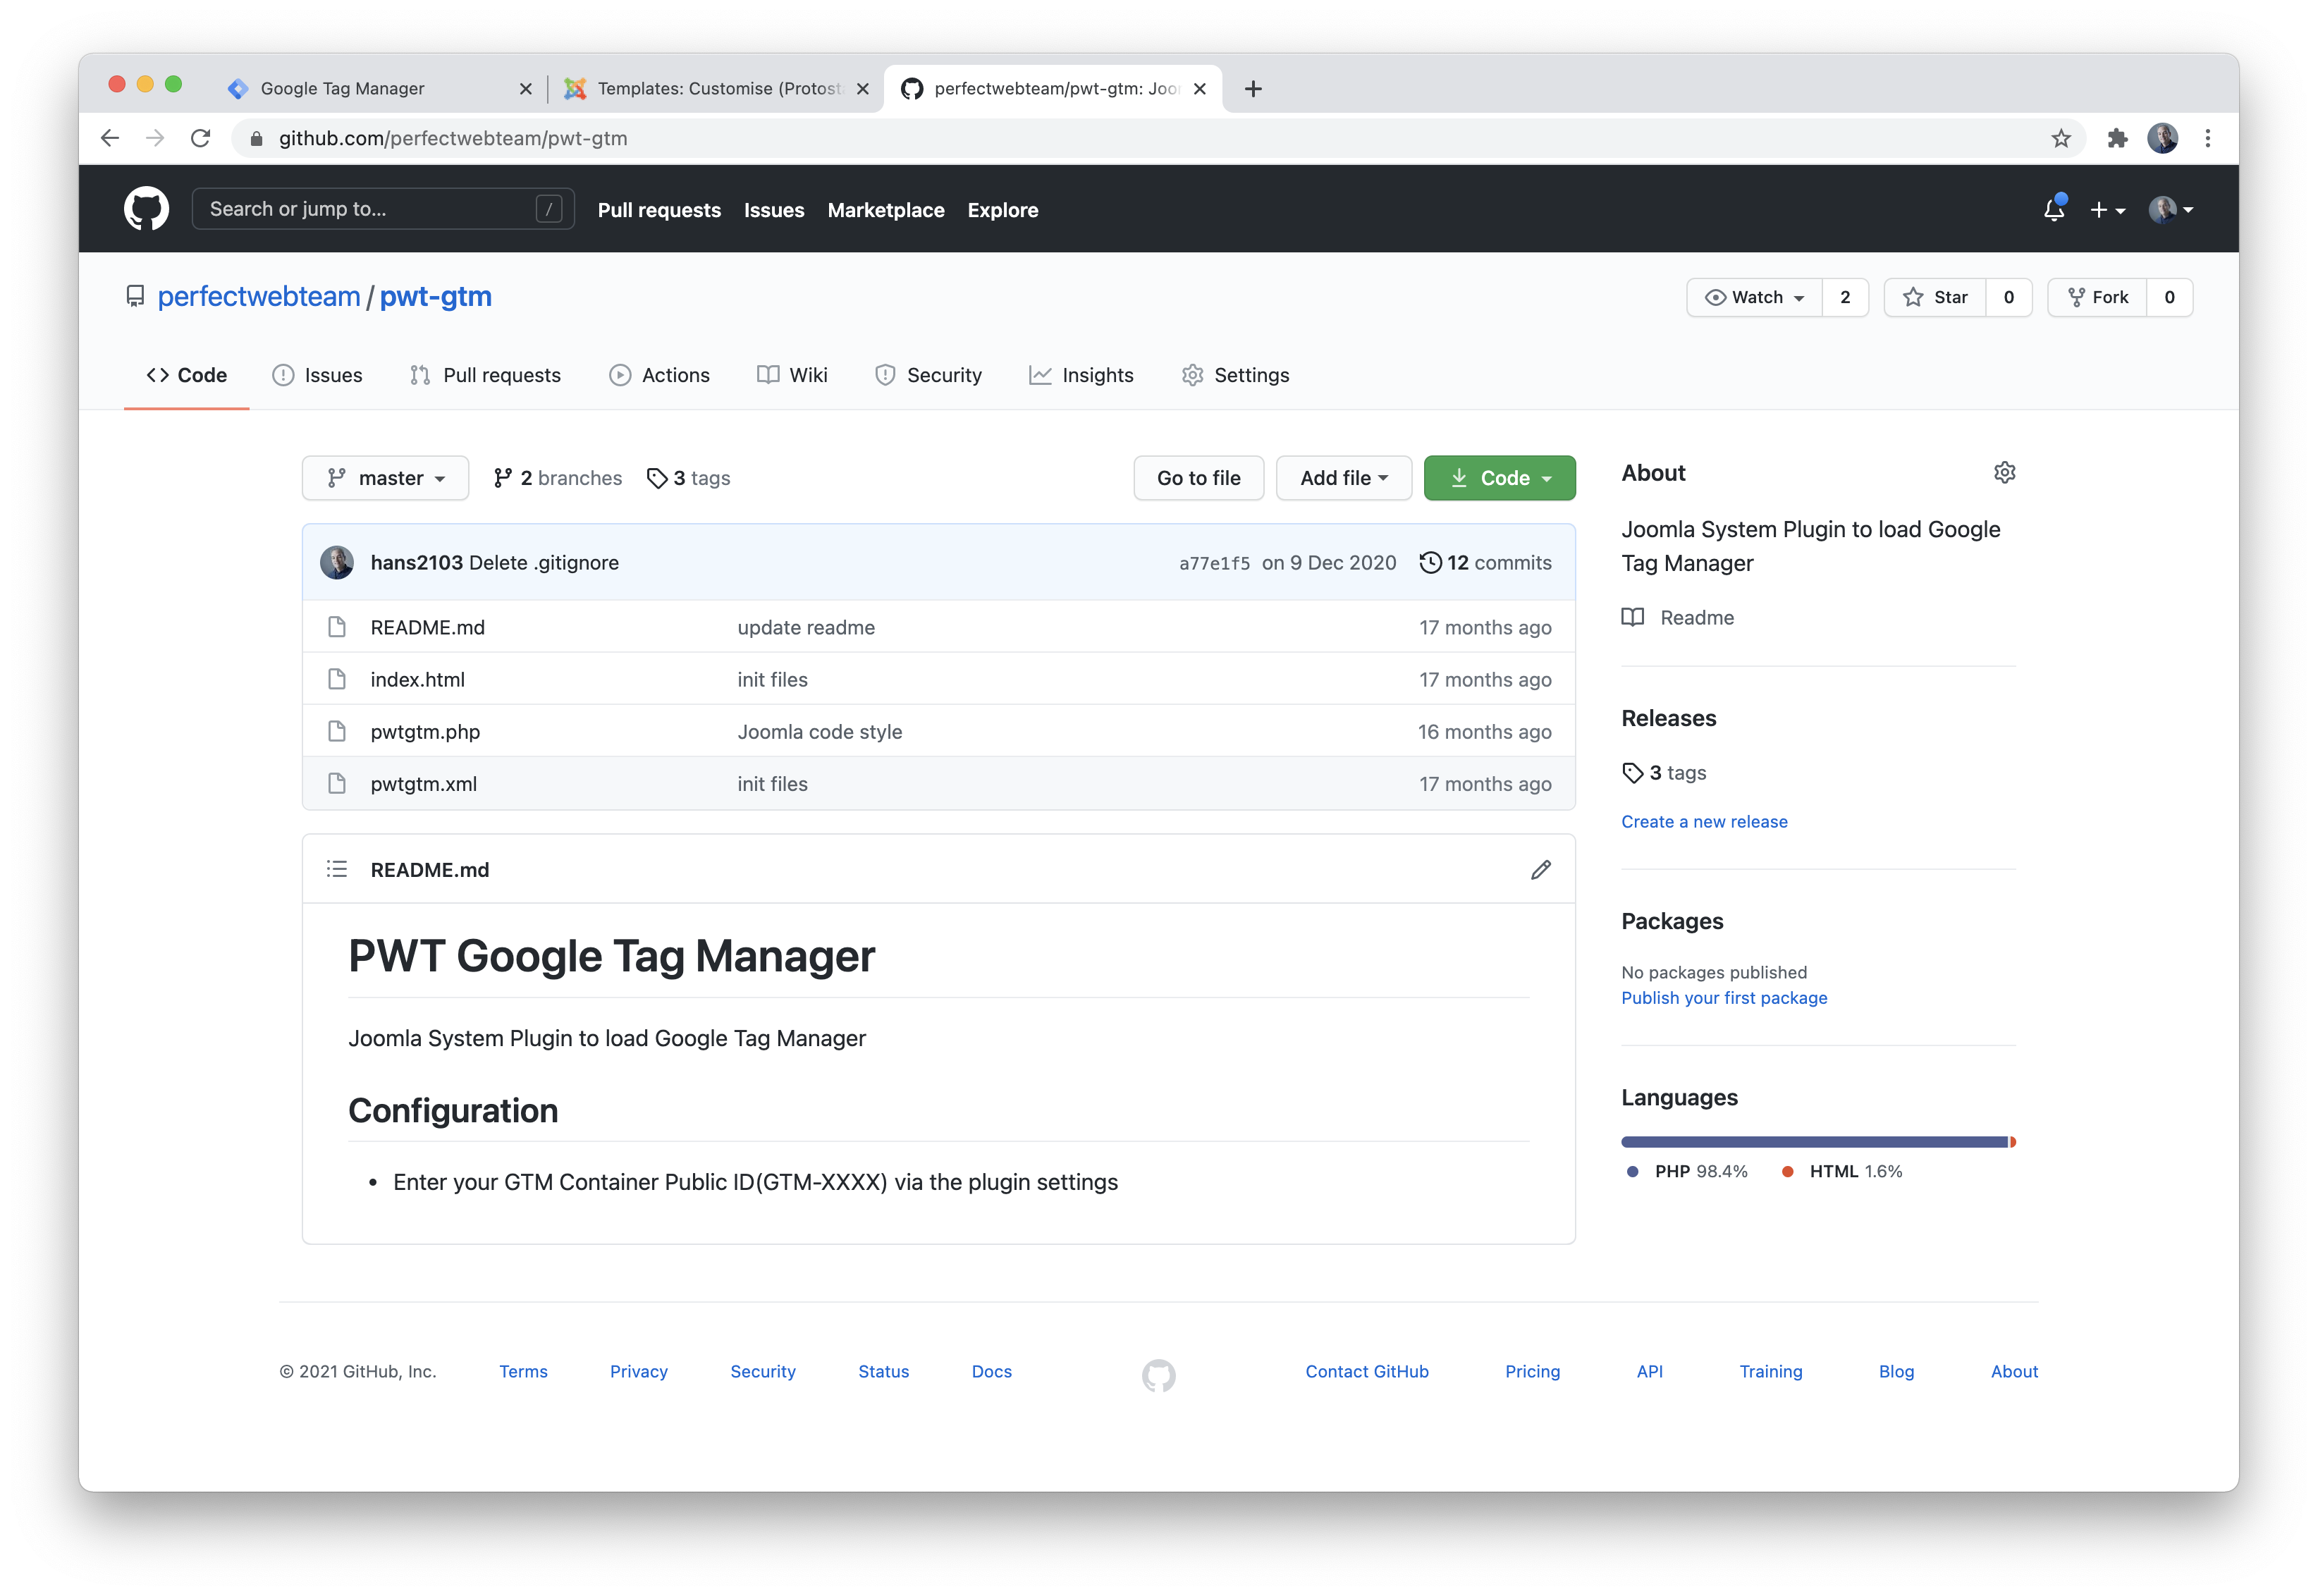 Google Tag Manager
Templates: Customise (Protost
perfectwebteam/pwt-gtm: Joo
github.com/perfectwebteam/pwt-gtm
Search or jump to... /
Pull requests Issues Marketplace Explore
perfectwebteam / pwt-gtm
Watch 2 Star 0 Fork 0
Code Issues Pull requests Actions Wiki Security Insights Settings
master 2 branches 3 tags
Go to file Add file Code
hans2103 Delete .gitignore a77e1f5 on 9 Dec 2020 12 commits
README.md update readme 17 months ago
index.html init files 17 months ago
pwtgtm.php Joomla code style 16 months ago
pwtgtm.xml init files 17 months ago
README.md
PWT Google Tag Manager
Joomla System Plugin to load Google Tag Manager
Configuration
• Enter your GTM Container Public ID(GTM-XXXX) via the plugin settings
About
Joomla System Plugin to load Google
Tag Manager
Readme
Releases
3 tags
Create a new release
Packages
No packages published
Publish your first package
Languages
PHP 98.4% HTML 1.6%
© 2021 GitHub, Inc. Terms Privacy Security Status Docs Contact GitHub Pricing API Training Blog About